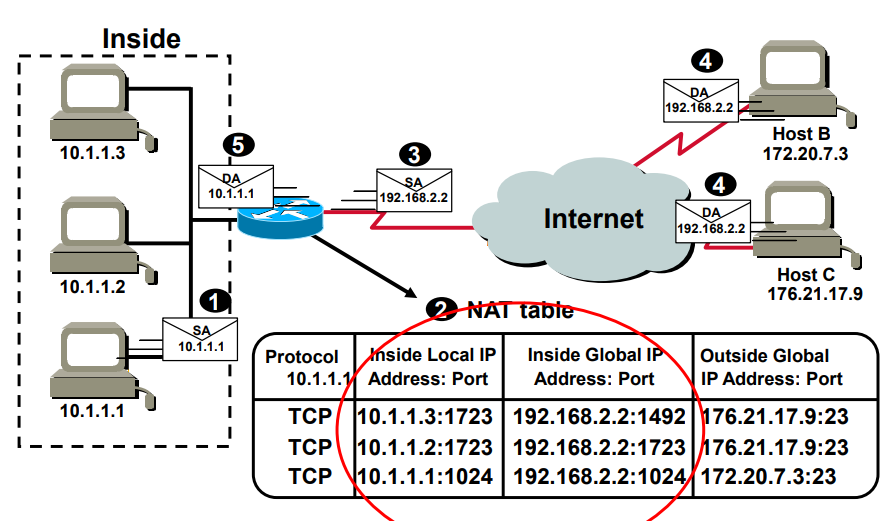 Inside
10.1.1.3
10.1.1.2
1
SA
10.1.1.1
10.1.1.1
5
DA
10.1.1.1
3
SA
192.168.2.2
Internet
4
DA
192.168.2.2
Host B
172.20.7.3
4
DA
192.168.2.2
Host C
176.21.17.9
2 NAT table
Protocol
10.1.1.1
Inside Local IP
Address: Port
Inside Global IP
Address: Port
Outside Global
IP Address: Port
TCP 10.1.1.3:1723 192.168.2.2:1492 176.21.17.9:23
TCP 10.1.1.2:1723 192.168.2.2:1723 176.21.17.9:23
TCP 10.1.1.1:1024 192.168.2.2:1024 172.20.7.3:23